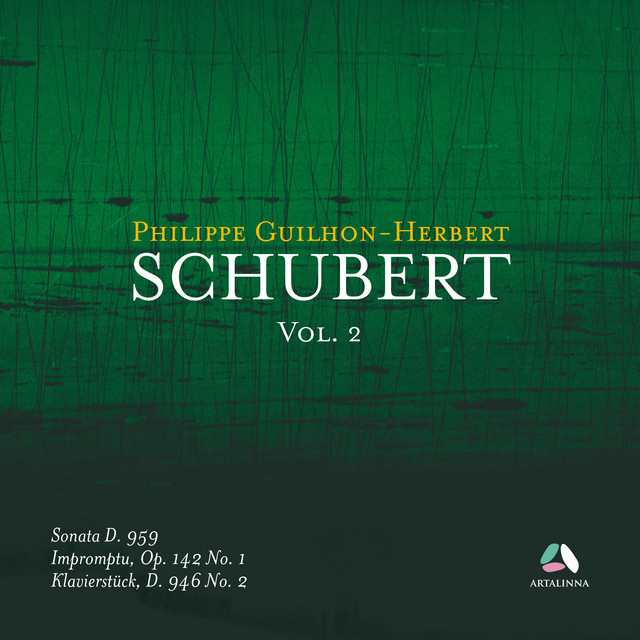 Philippe Guilhon-Herbert
SCHUBERT
Vol. 2
Sonata D. 959
Impromptu, Op. 142 No. 1
Klavierstück, D. 946 No. 2
ARTALINNA